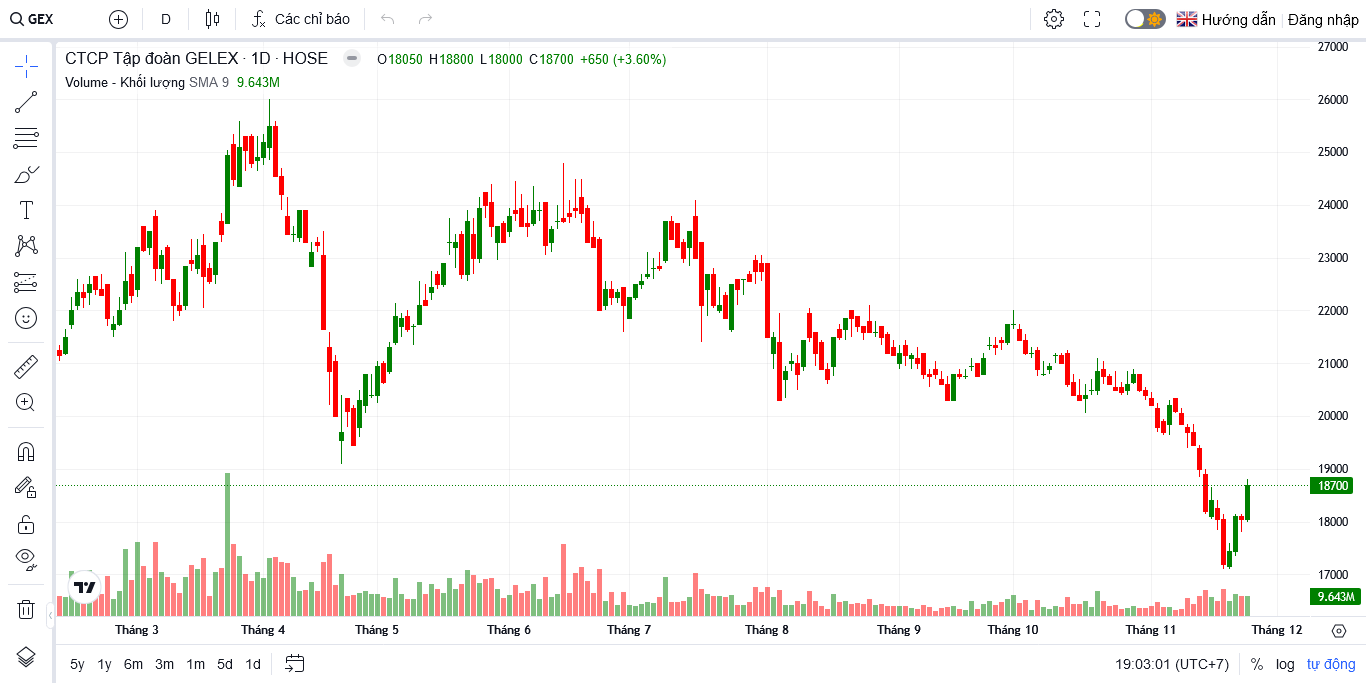 GEX
D
Các chỉ báo
Hướng dẫn
Đăng nhập
CTCP Tập đoàn GELEX · 1D · HOSE
O18050 H18800 L18000 C18700 +650 (+3.60%)
Volume - Khối lượng SMA 9 9.643M
27000
26000
25000
24000
23000
22000
21000
20000
19000
18700
18000
17000
9.643M
Tháng 3
Tháng 4
Tháng 5
Tháng 6
Tháng 7
Tháng 8
Tháng 9
Tháng 10
Tháng 11
Tháng 12
5y 1y 6m 3m 1m 5d 1d
19:03:01 (UTC+7) % log tự động